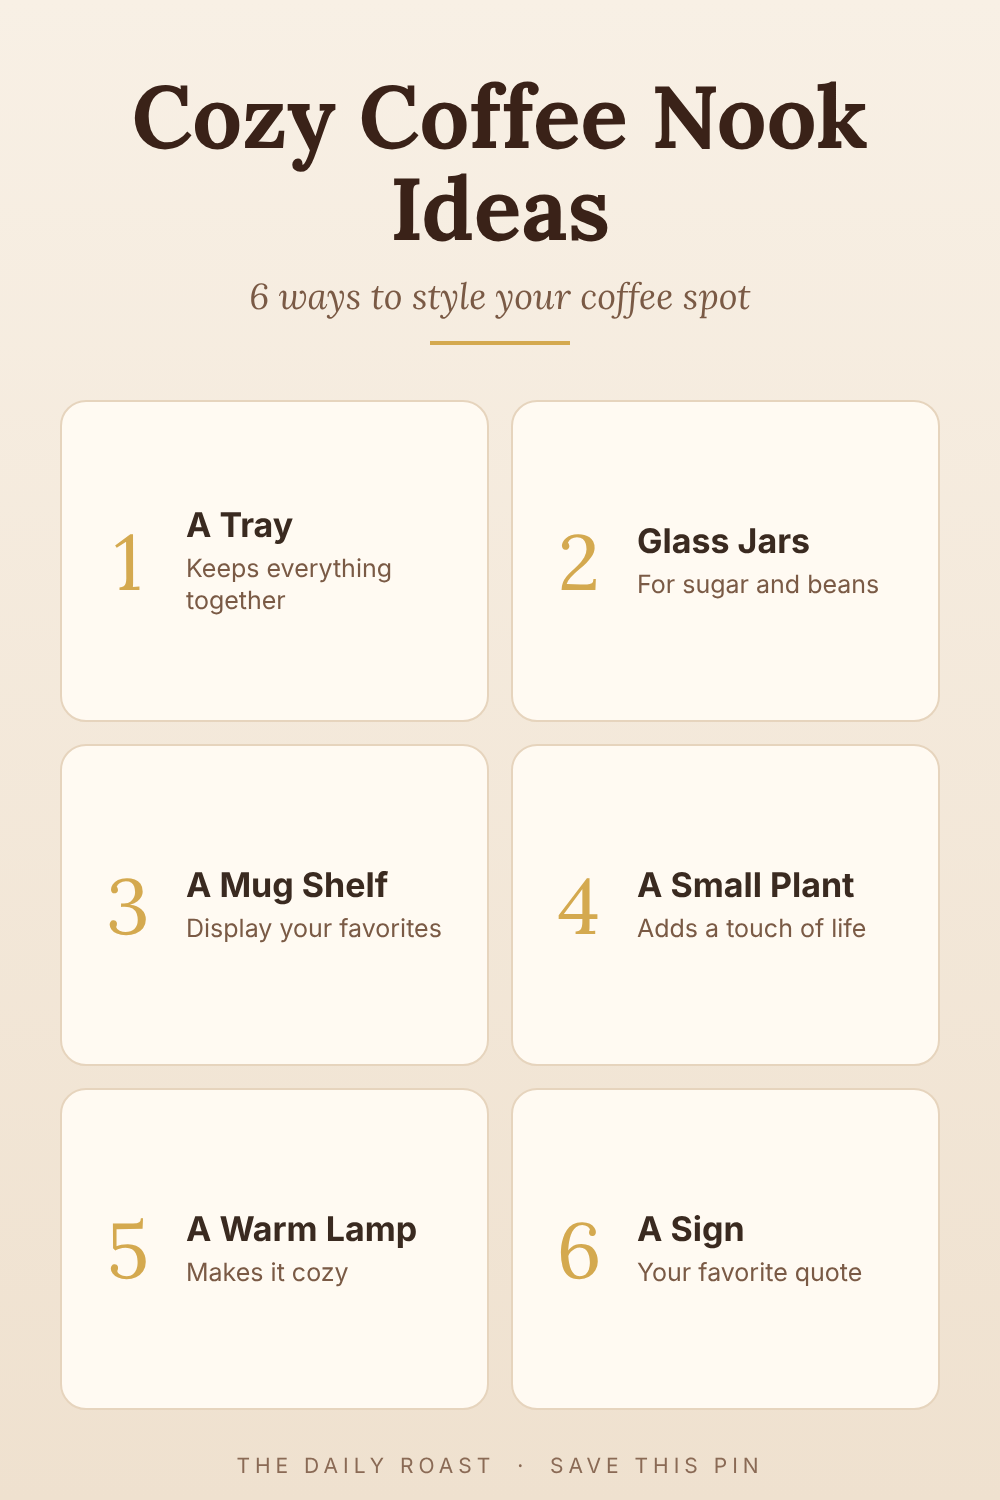 Cozy Coffee Nook
Ideas
6 ways to style your coffee spot
1
A Tray
Keeps everything
together
2
Glass Jars
For sugar and beans
3
A Mug Shelf
Display your favorites
4
A Small Plant
Adds a touch of life
5
A Warm Lamp
Makes it cozy
6
A Sign
Your favorite quote
THE DAILY ROAST · SAVE THIS PIN